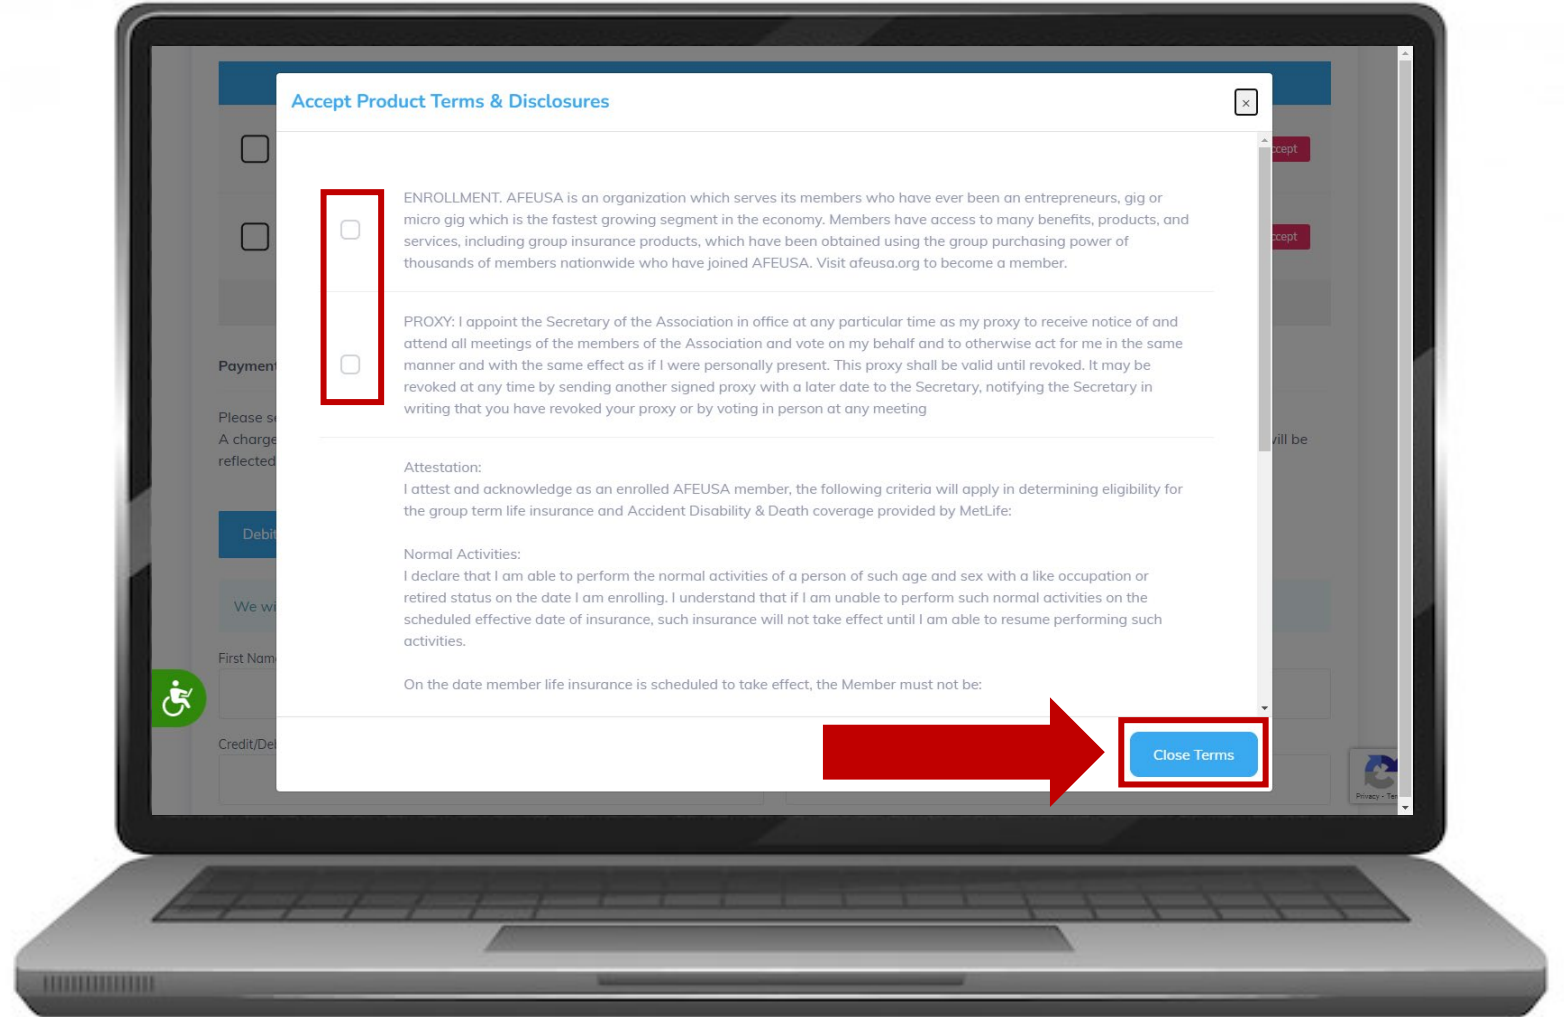 Accept Product Terms & Disclosures
×
ccept
ENROLLMENT. AFEUSA is an organization which serves its members who have ever been an entrepreneurs, gig or
micro gig which is the fastest growing segment in the economy. Members have access to many benefits, products, and
services, including group insurance products, which have been obtained using the group purchasing power of
thousands of members nationwide who have joined AFEUSA. Visit afeusa.org to become a member.
ccept
PROXY: I appoint the Secretary of the Association in office at any particular time as my proxy to receive notice of and
attend all meetings of the members of the Association and vote on my behalf and to otherwise act for me in the same
manner and with the same effect as if I were personally present. This proxy shall be valid until revoked. It may be
revoked at any time by sending another signed proxy with a later date to the Secretary, notifying the Secretary in
writing that you have revoked your proxy or by voting in person at any meeting
Payment
Please se
A charge
will be
reflected
Attestation:
I attest and acknowledge as an enrolled AFEUSA member, the following criteria will apply in determining eligibility for
the group term life insurance and Accident Disability & Death coverage provided by MetLife:
Debit
Normal Activities:
I declare that I am able to perform the normal activities of a person of such age and sex with a like occupation or
retired status on the date I am enrolling. I understand that if I am unable to perform such normal activities on the
scheduled effective date of insurance, such insurance will not take effect until I am able to resume performing such
activities.
We wi
First Nam
On the date member life insurance is scheduled to take effect, the Member must not be:
Credit/De
Close Terms
Privacy - Ter